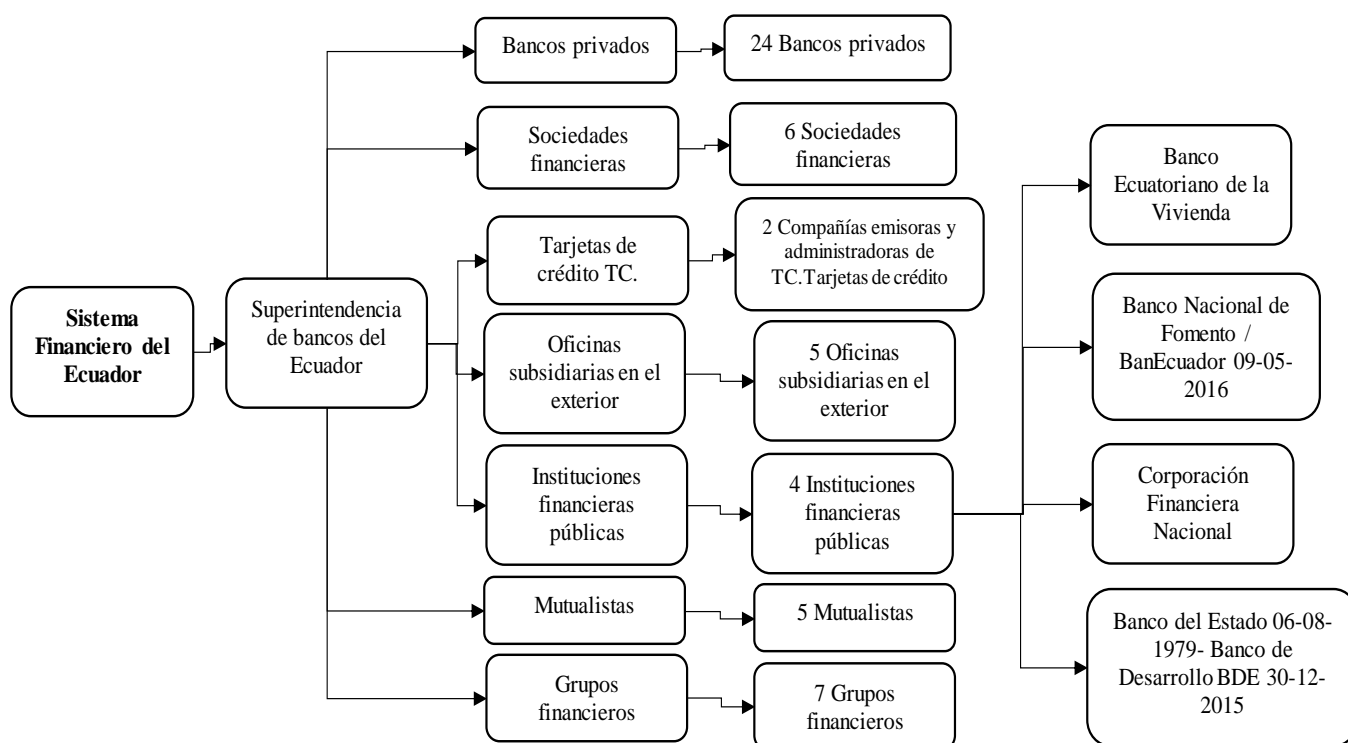 Sistema
Financiero del
Ecuador
Superintendencia
de bancos del
Ecuador
Bancos privados
24 Bancos privados
Sociedades
financieras
6 Sociedades
financieras
Tarjetas de
crédito TC.
2 Compañías emisoras y
administradoras de
TC.Tarjetas de crédito
Oficinas
subsidiarias en el
exterior
5 Oficinas
subsidiarias en el
exterior
Instituciones
financieras
públicas
4 Instituciones
financieras
públicas
Mutualistas
5 Mutualistas
Grupos
financieros
7 Grupos
financieros
Banco
Ecuatoriano de la
Vivienda
Banco Nacional de
Fomento /
BanEcuador 09-05-
2016
Corporación
Financiera
Nacional
Banco del Estado 06-08-
1979- Banco de
Desarrollo BDE 30-12-
2015